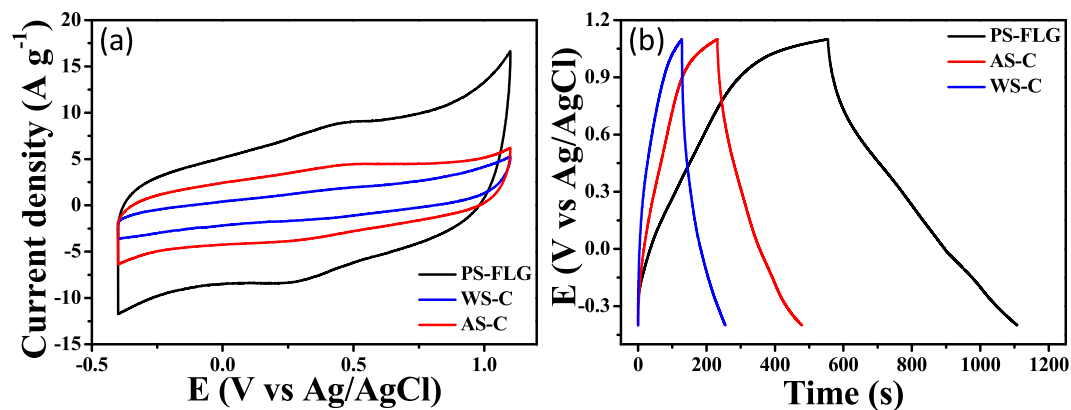 (a)
Current density (A g⁻¹)
20
15
10
5
0
-5
-10
-15
-0.5
0.0
0.5
1.0
E (V vs Ag/AgCl)
PS-FLG
WS-C
AS-C
(b)
E (V vs Ag/AgCl)
1.2
0.9
0.6
0.3
0.0
-0.3
0
200
400
600
800
1000
1200
Time (s)
PS-FLG
AS-C
WS-C